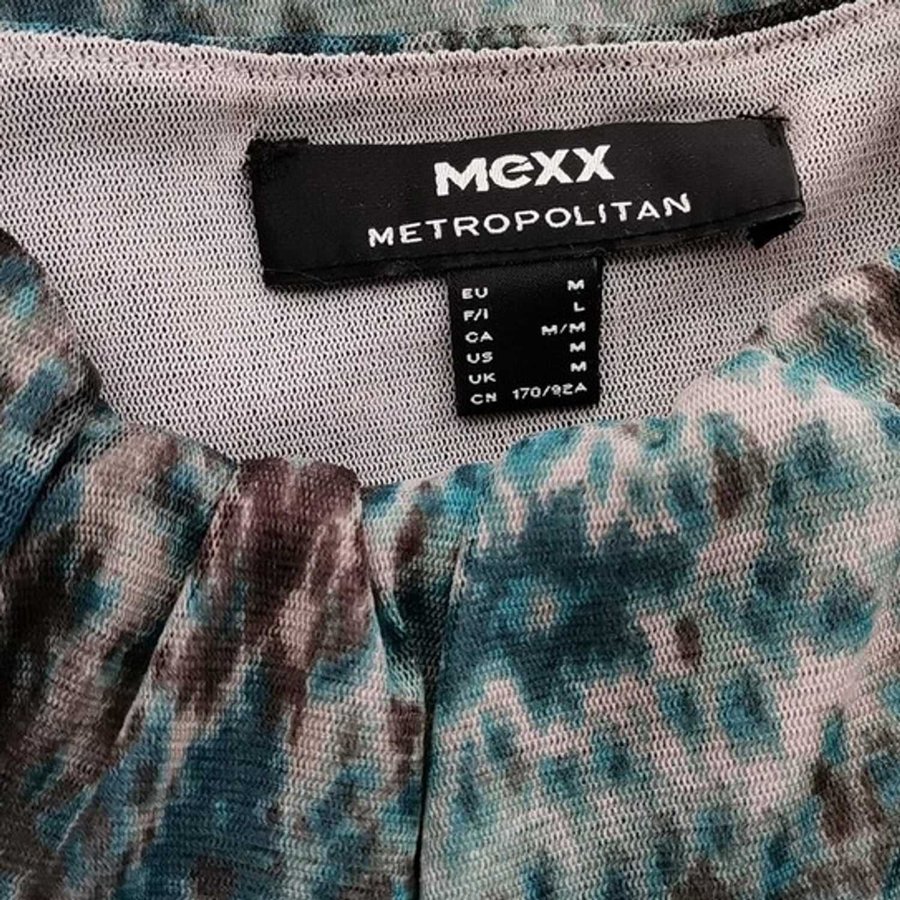 MEXX
METROPOLITAN
EU M
F/I L
CA M/M
US M
UK M
CN 170/92A